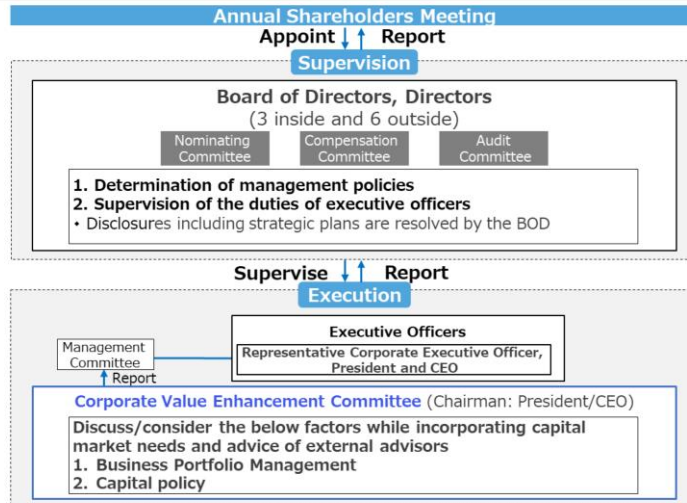 Annual Shareholders Meeting
Appoint Report
Supervision
Board of Directors, Directors
(3 inside and 6 outside)
Nominating Committee
Compensation Committee
Audit Committee
1. Determination of management policies
2. Supervision of the duties of executive officers
・Disclosures including strategic plans are resolved by the BOD
Supervise Report
Execution
Executive Officers
Representative Corporate Executive Officer,
President and CEO
Management
Committee
Report
Corporate Value Enhancement Committee (Chairman: President/CEO)
Discuss/consider the below factors while incorporating capital
market needs and advice of external advisors
1. Business Portfolio Management
2. Capital policy